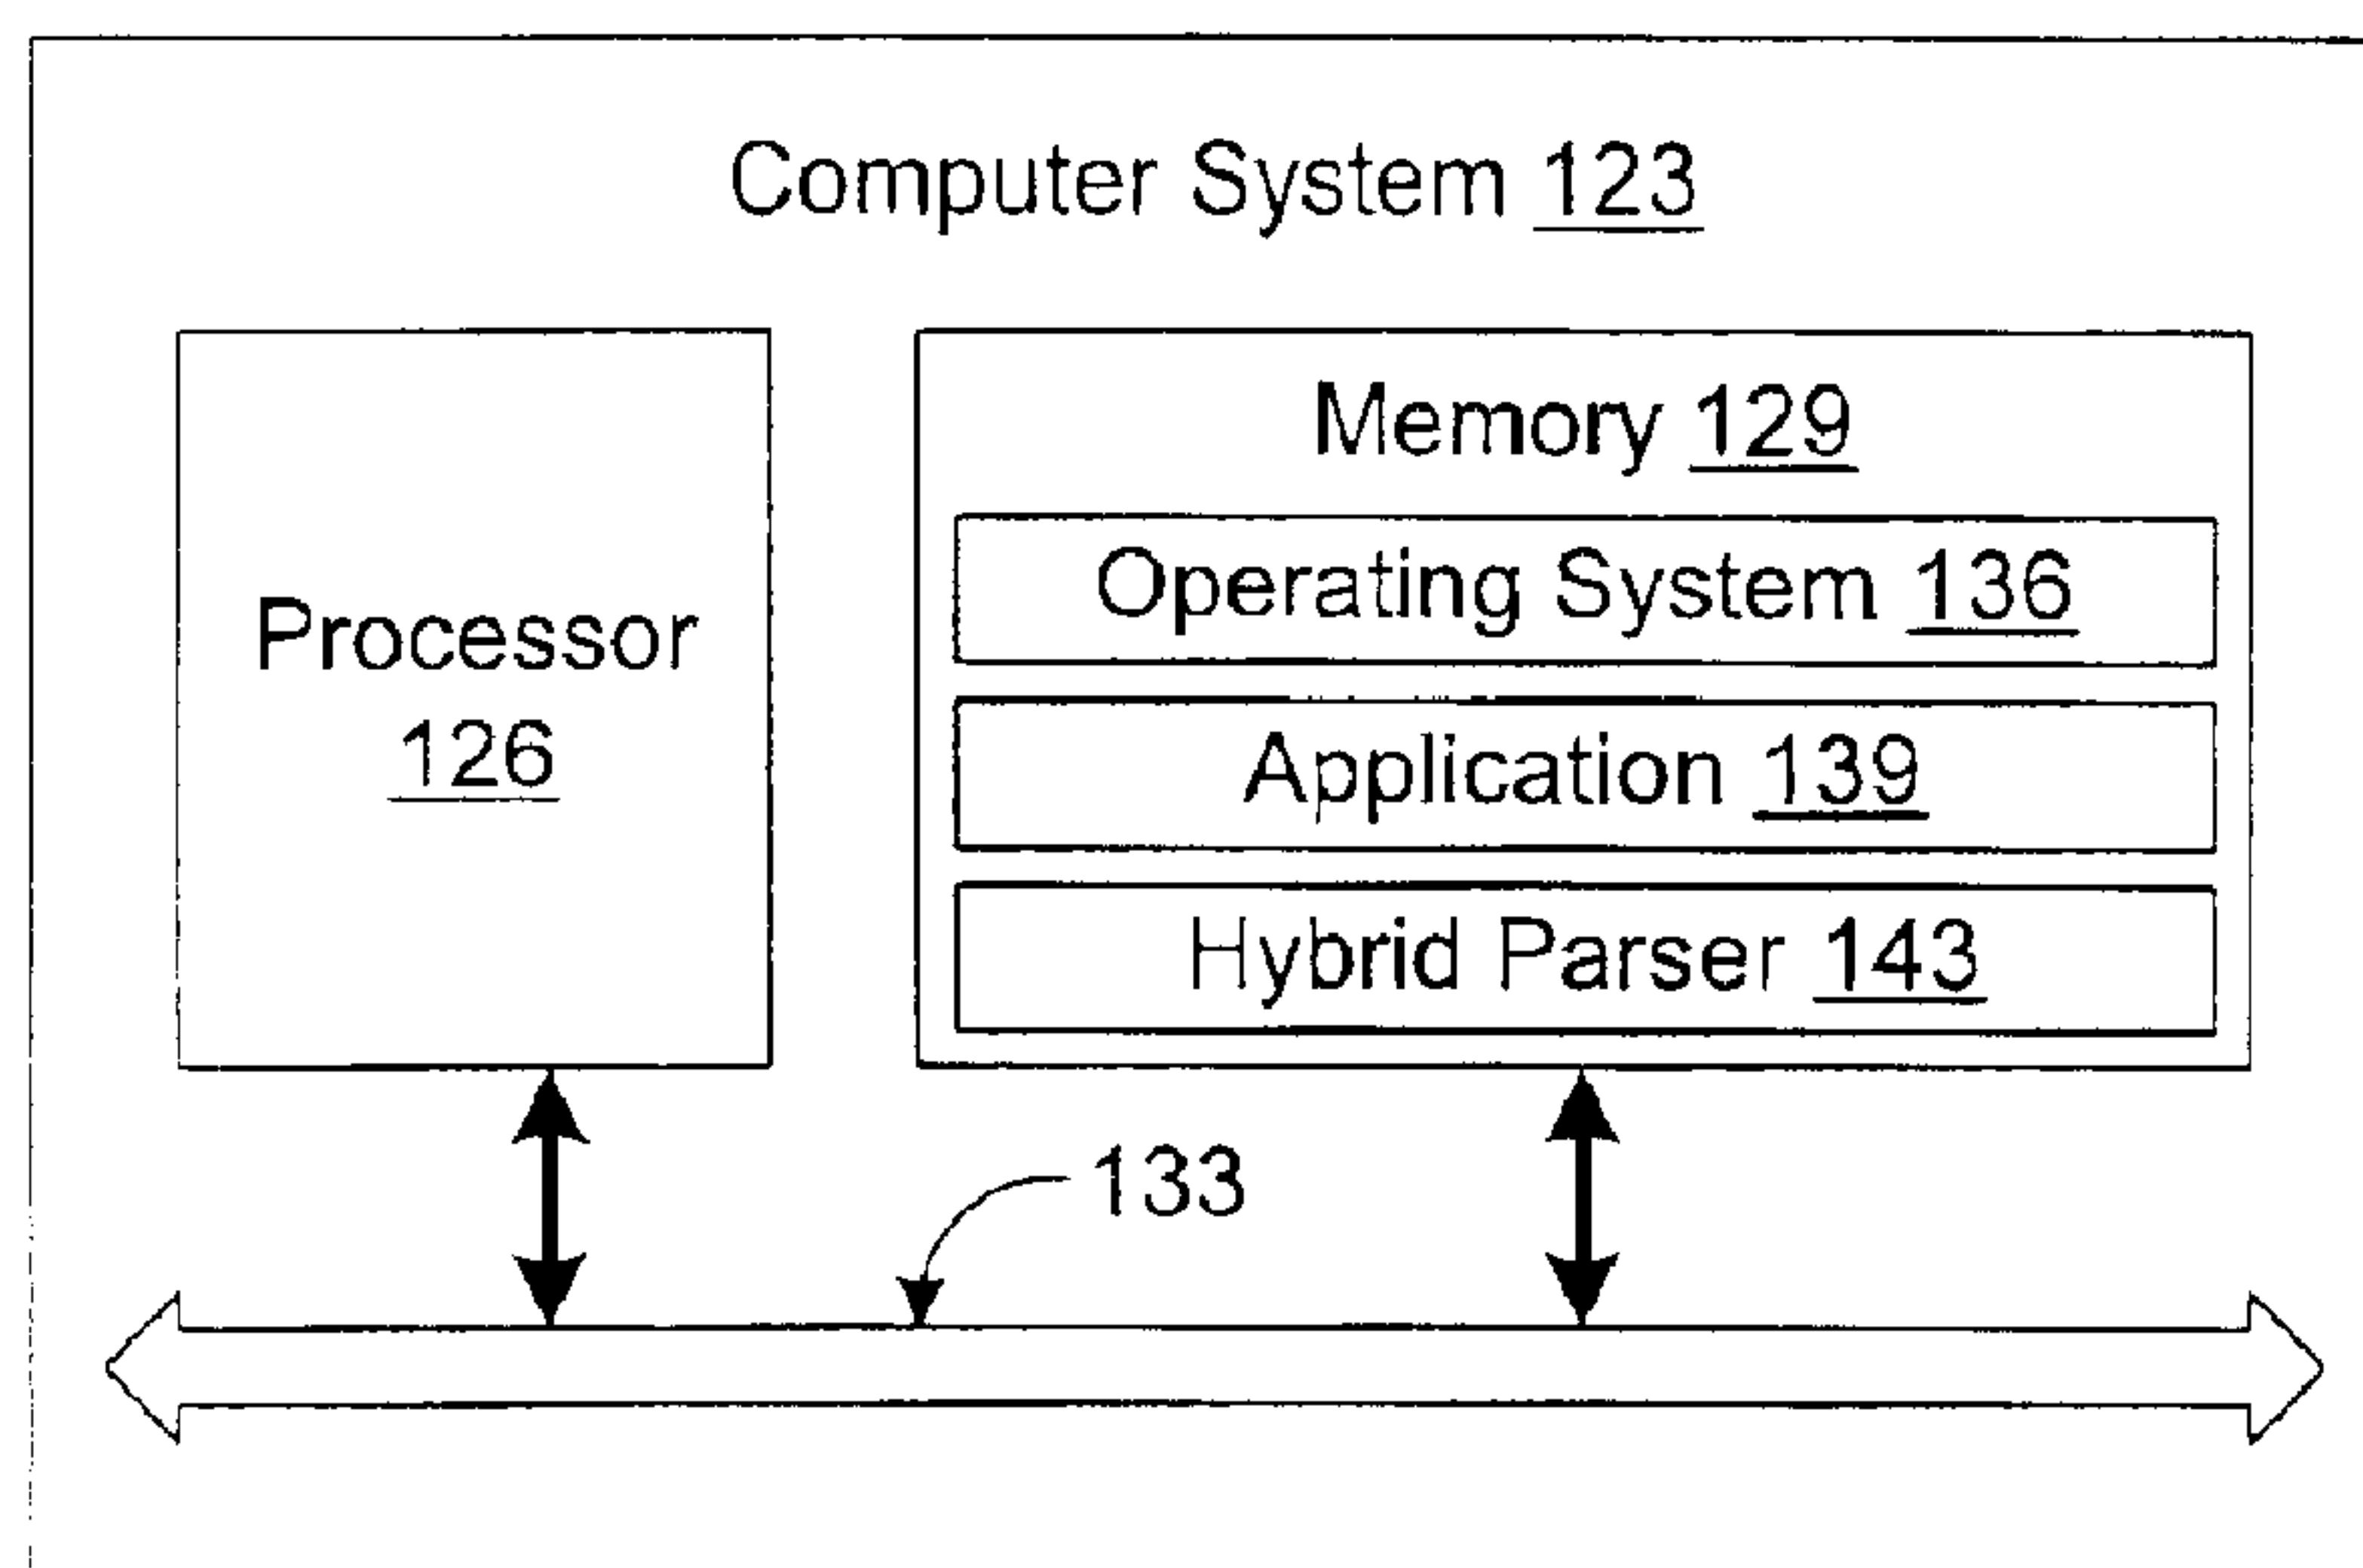 Computer System 123
Processor
126
Memory 129
Operating System 136
Application 139
Hybrid Parser 143
133